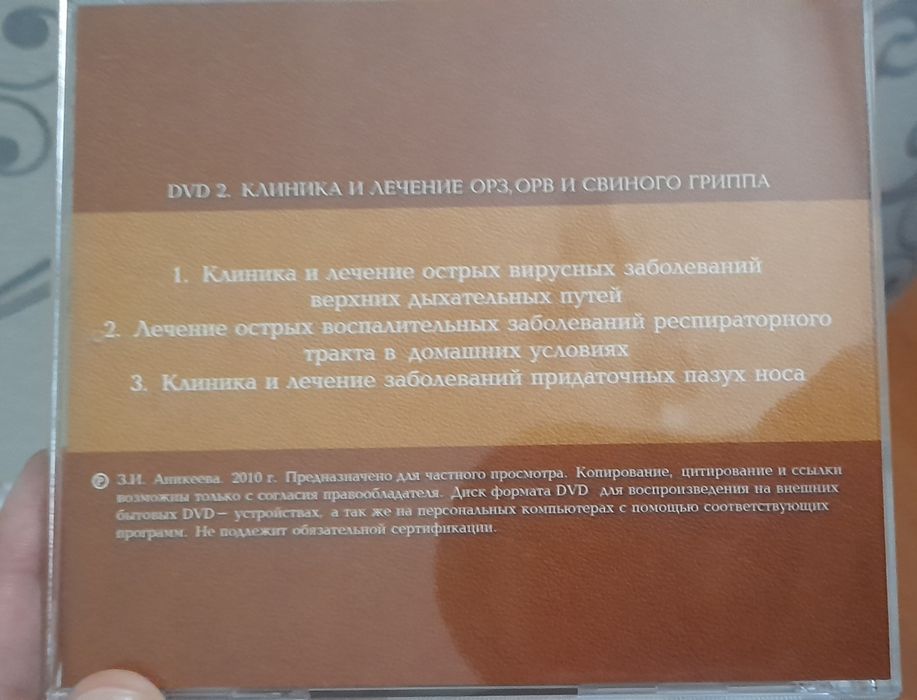 DVD 2. КЛИНИКА И ЛЕЧЕНИЕ ОРЗ, ОРВ И СВИНОГО ГРИППА
1. Клиника и лечение острых вирусных заболеваний
верхних дыхательных путей
2. Лечение острых воспалительных заболеваний респираторного
тракта в домашних условиях
3. Клиника и лечение заболеваний придаточных пазух носа
℗ З.И. Аникеева. 2010 г. Предназначено для частного просмотра. Копирование, цитирование и ссылки
возможны только с согласия правообладателя. Диск формата DVD для воспроизведения на внешних
бытовых DVD– устройствах, а так же на персональных компьютерах с помощью соответствующих
программ. Не подлежит обязательной сертификации.